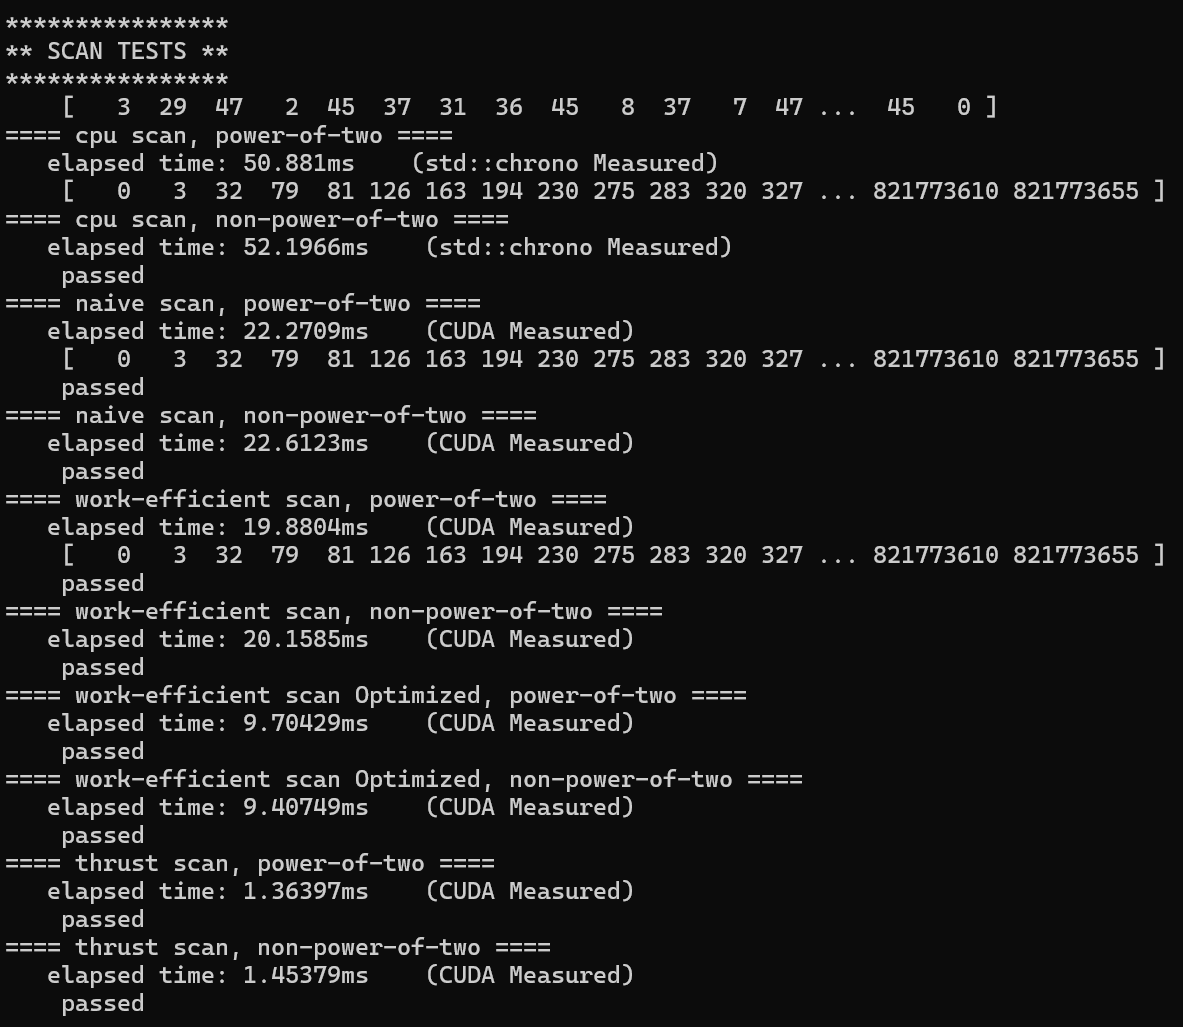 ****************
** SCAN TESTS **
****************
    [   3  29  47   2  45  37  31  36  45   8  37   7  47 ...  45   0 ]
==== cpu scan, power-of-two ====
   elapsed time: 50.881ms    (std::chrono Measured)
    [   0   3  32  79  81 126 163 194 230 275 283 320 327 ... 821773610 821773655 ]
==== cpu scan, non-power-of-two ====
   elapsed time: 52.1966ms    (std::chrono Measured)
    passed
==== naive scan, power-of-two ====
   elapsed time: 22.2709ms    (CUDA Measured)
    [   0   3  32  79  81 126 163 194 230 275 283 320 327 ... 821773610 821773655 ]
    passed
==== naive scan, non-power-of-two ====
   elapsed time: 22.6123ms    (CUDA Measured)
    passed
==== work-efficient scan, power-of-two ====
   elapsed time: 19.8804ms    (CUDA Measured)
    [   0   3  32  79  81 126 163 194 230 275 283 320 327 ... 821773610 821773655 ]
    passed
==== work-efficient scan, non-power-of-two ====
   elapsed time: 20.1585ms    (CUDA Measured)
    passed
==== work-efficient scan Optimized, power-of-two ====
   elapsed time: 9.70429ms    (CUDA Measured)
    passed
==== work-efficient scan Optimized, non-power-of-two ====
   elapsed time: 9.40749ms    (CUDA Measured)
    passed
==== thrust scan, power-of-two ====
   elapsed time: 1.36397ms    (CUDA Measured)
    passed
==== thrust scan, non-power-of-two ====
   elapsed time: 1.45379ms    (CUDA Measured)
    passed